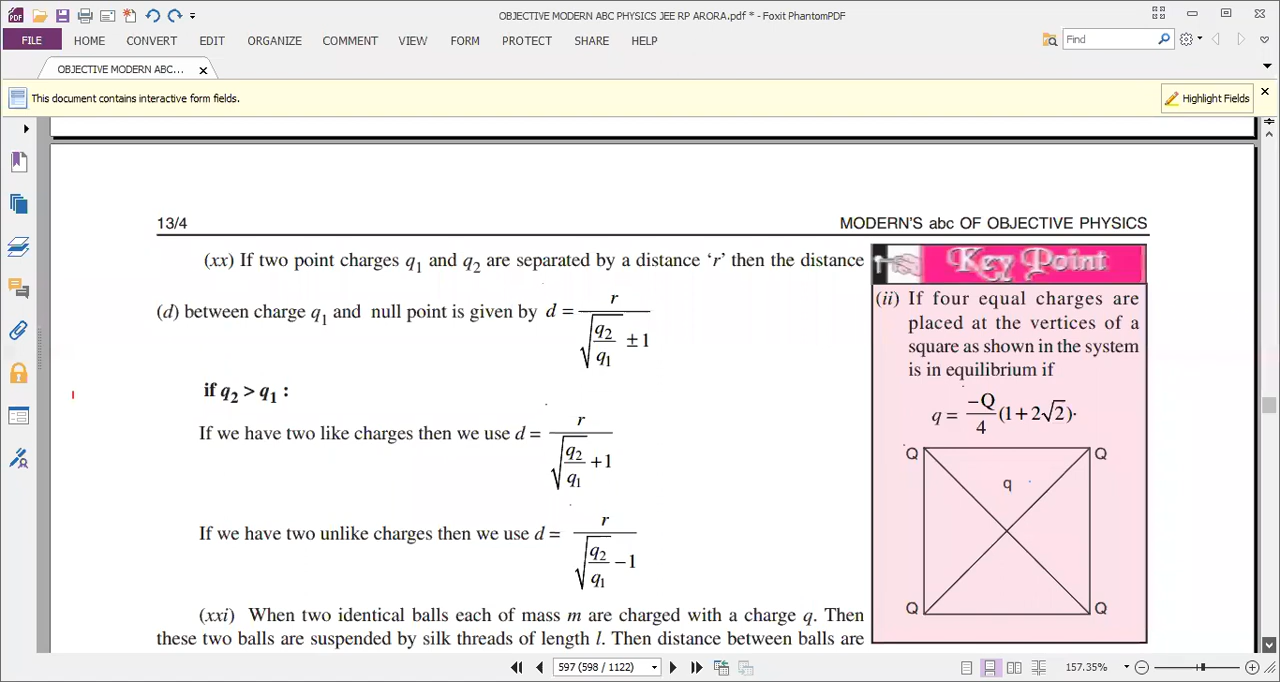 OBJECTIVE MODERN ABC PHYSICS JEE RP ARORA.pdf * - Foxit PhantomPDF
FILE HOME CONVERT EDIT ORGANIZE COMMENT VIEW FORM PROTECT SHARE HELP Find
OBJECTIVE MODERN ABC...
This document contains interactive form fields. Highlight Fields
13/4 MODERN'S abc OF OBJECTIVE PHYSICS
(xx) If two point charges q₁ and q₂ are separated by a distance 'r' then the distance
(d) between charge q₁ and null point is given by d = r / (√(q₂/q₁) ± 1)
if q₂ > q₁ :
If we have two like charges then we use d = r / (√(q₂/q₁) + 1)
If we have two unlike charges then we use d = r / (√(q₂/q₁) − 1)
(xxi) When two identical balls each of mass m are charged with a charge q. Then
these two balls are suspended by silk threads of length l. Then distance between balls are
Key Point
(ii) If four equal charges are
placed at the vertices of a
square as shown in the system
is in equilibrium if
q = −Q/4 (1 + 2√2).
Q Q
q
Q Q
597 (598 / 1122) 157.35%